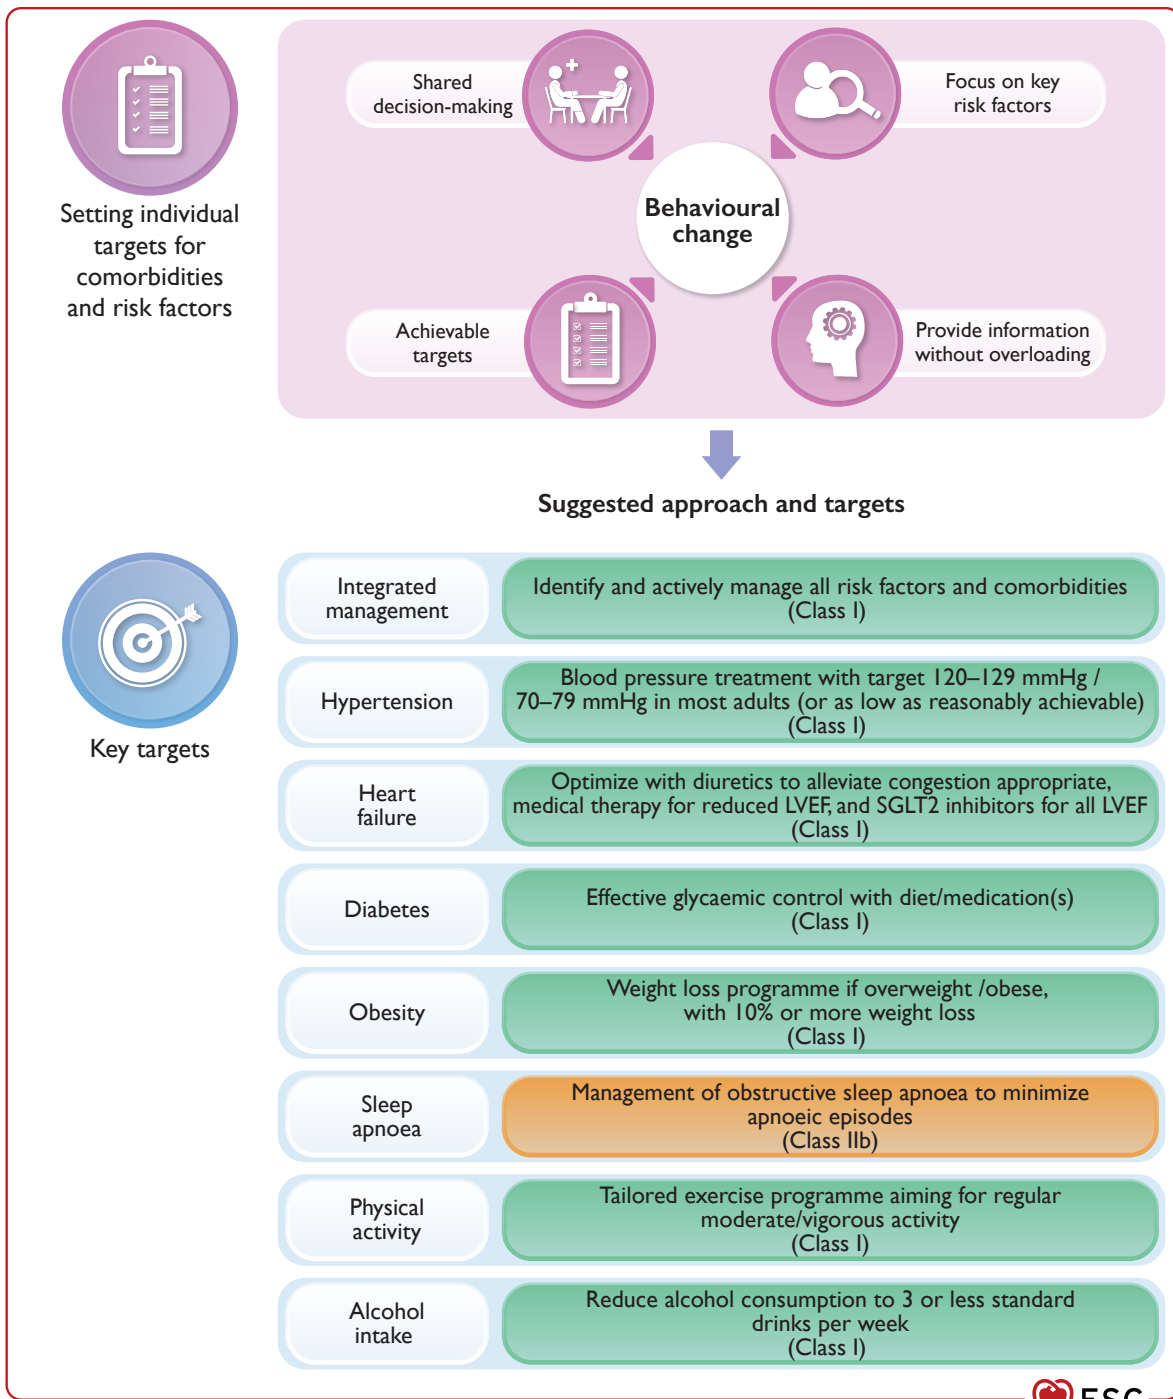 Setting individual
targets for
comorbidities
and risk factors
Shared
decision-making
Focus on key
risk factors
Behavioural
change
Achievable
targets
Provide information
without overloading
Suggested approach and targets
Key targets
Integrated
management
Identify and actively manage all risk factors and comorbidities
(Class I)
Hypertension
Blood pressure treatment with target 120–129 mmHg /
70–79 mmHg in most adults (or as low as reasonably achievable)
(Class I)
Heart
failure
Optimize with diuretics to alleviate congestion appropriate,
medical therapy for reduced LVEF, and SGLT2 inhibitors for all LVEF
(Class I)
Diabetes
Effective glycaemic control with diet/medication(s)
(Class I)
Obesity
Weight loss programme if overweight /obese,
with 10% or more weight loss
(Class I)
Sleep
apnoea
Management of obstructive sleep apnoea to minimize
apnoeic episodes
(Class IIb)
Physical
activity
Tailored exercise programme aiming for regular
moderate/vigorous activity
(Class I)
Alcohol
intake
Reduce alcohol consumption to 3 or less standard
drinks per week
(Class I)
ESC